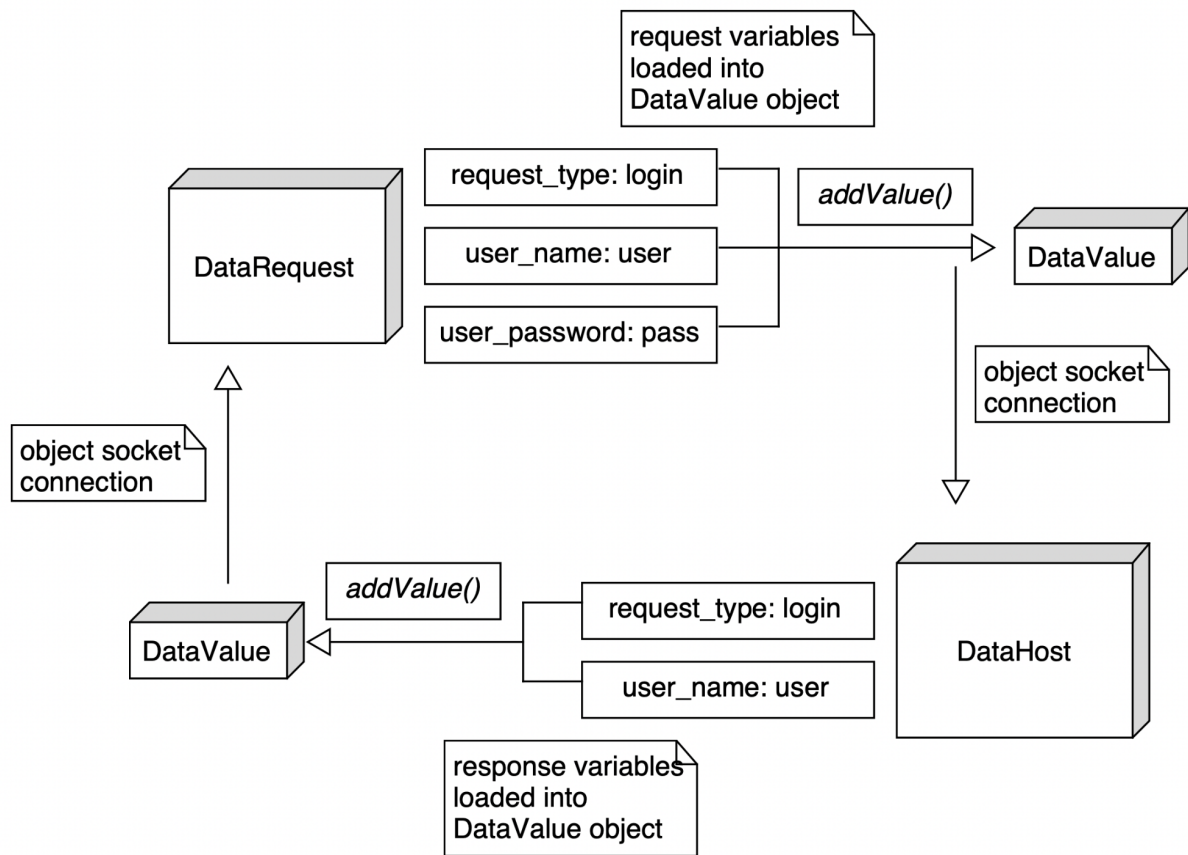 request variables
loaded into
DataValue object
request_type: login
addValue()
DataRequest
user_name: user
DataValue
user_password: pass
object socket
connection
object socket
connection
addValue()
request_type: login
DataValue
DataHost
user_name: user
response variables
loaded into
DataValue object